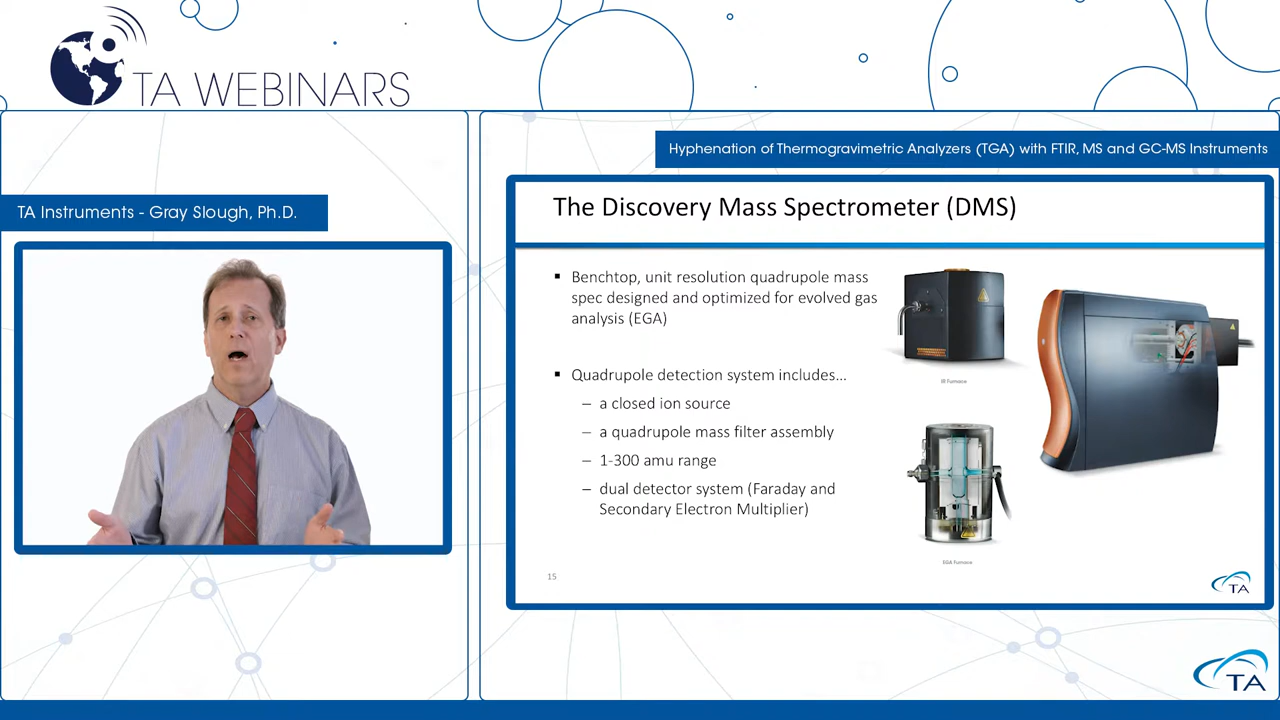 TA WEBINARS
Hyphenation of Thermogravimetric Analyzers (TGA) with FTIR, MS and GC-MS Instruments
TA Instruments - Gray Slough, Ph.D.
The Discovery Mass Spectrometer (DMS)
▪ Benchtop, unit resolution quadrupole mass
spec designed and optimized for evolved gas
analysis (EGA)
▪ Quadrupole detection system includes…
– a closed ion source
– a quadrupole mass filter assembly
– 1-300 amu range
– dual detector system (Faraday and
Secondary Electron Multiplier)
IR Furnace
EGA Furnace
15
TA
TA